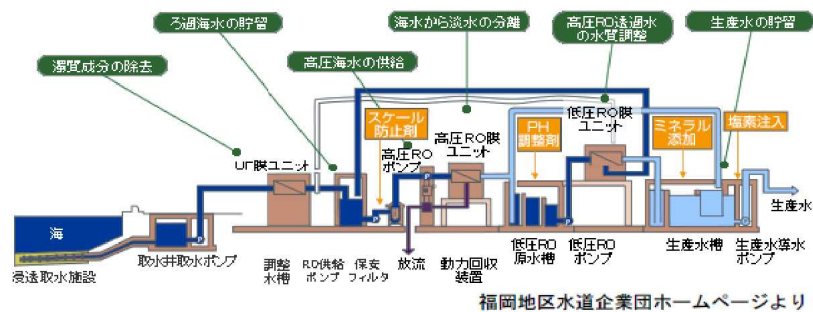 ろ過海水の貯留
海水から淡水の分離
高圧RO透過水
の水質調整
生産水の貯留
濁質成分の除去
高圧海水の供給
スケール
防止剤
高圧RO
ポンプ
高圧RO膜
ユニット
PH
調整剤
低圧RO膜
ユニット
ミネラル
添加
塩素注入
UF膜ユニット
生産水
海
P
P
P
P
P
浸透取水施設
取水井取水ポンプ
調整
水槽
RO供給
ポンプ
保安
フィルタ
放流
動力回収
装置
低圧RO
原水槽
低圧RO
ポンプ
生産水槽
生産水導水
ポンプ
福岡地区水道企業団ホームページより